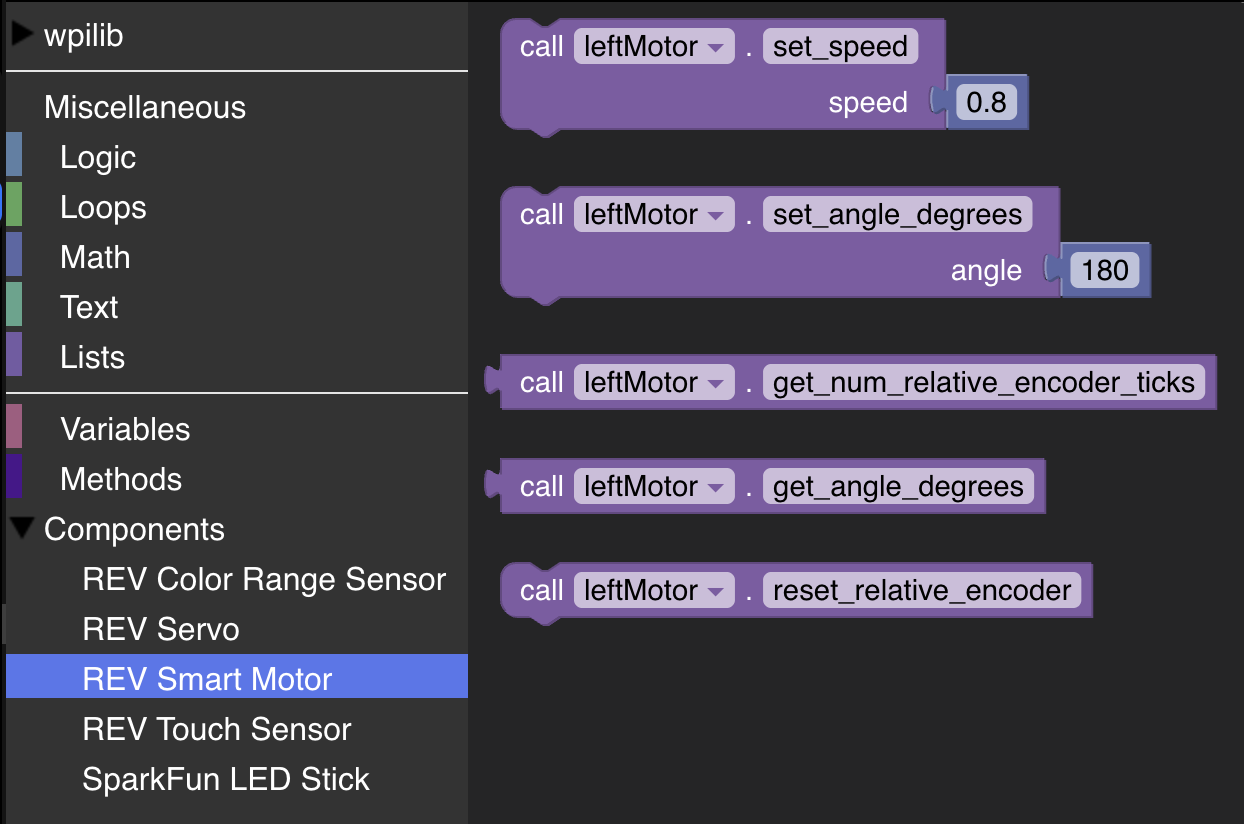 wpilib
Miscellaneous
Logic
Loops
Math
Text
Lists
Variables
Methods
Components
REV Color Range Sensor
REV Servo
REV Smart Motor
REV Touch Sensor
SparkFun LED Stick
call leftMotor . set_speed
speed 0.8
call leftMotor . set_angle_degrees
angle 180
call leftMotor . get_num_relative_encoder_ticks
call leftMotor . get_angle_degrees
call leftMotor . reset_relative_encoder